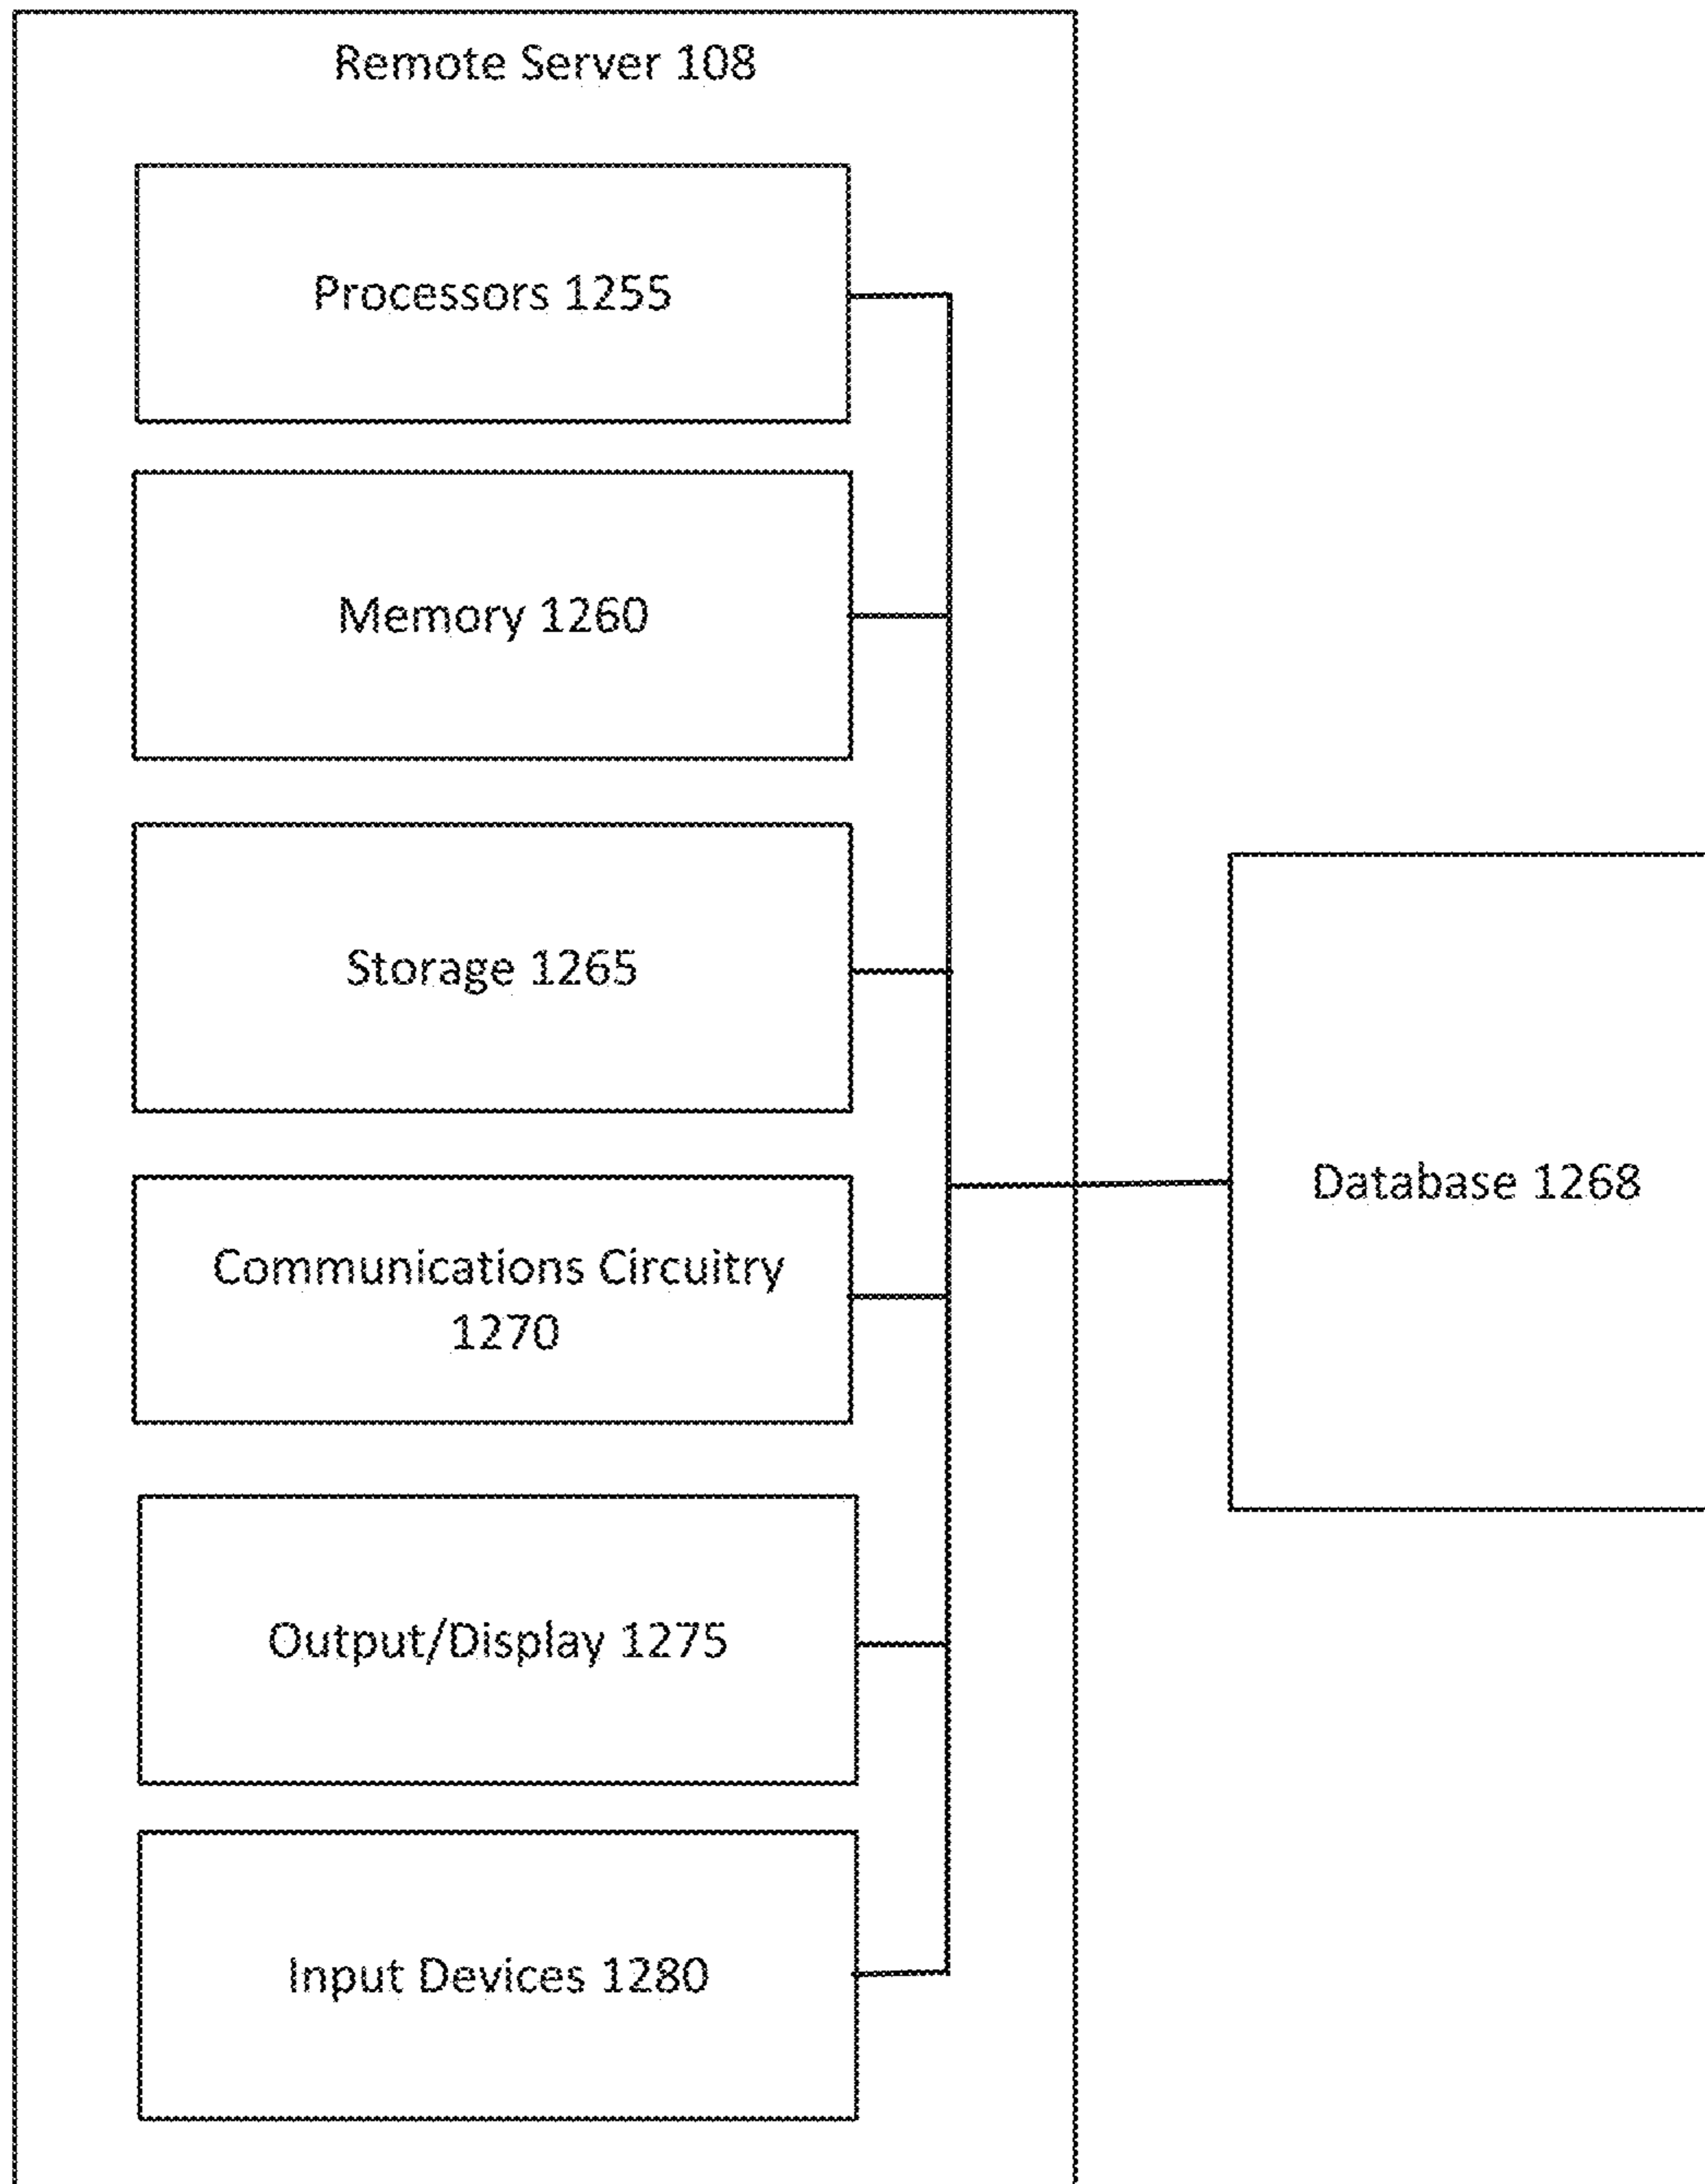 Remote Server 108
Processors 1255
Memory 1260
Storage 1265
Communications Circuitry
1270
Database 1268
Output/Display 1275
Input Devices 1280